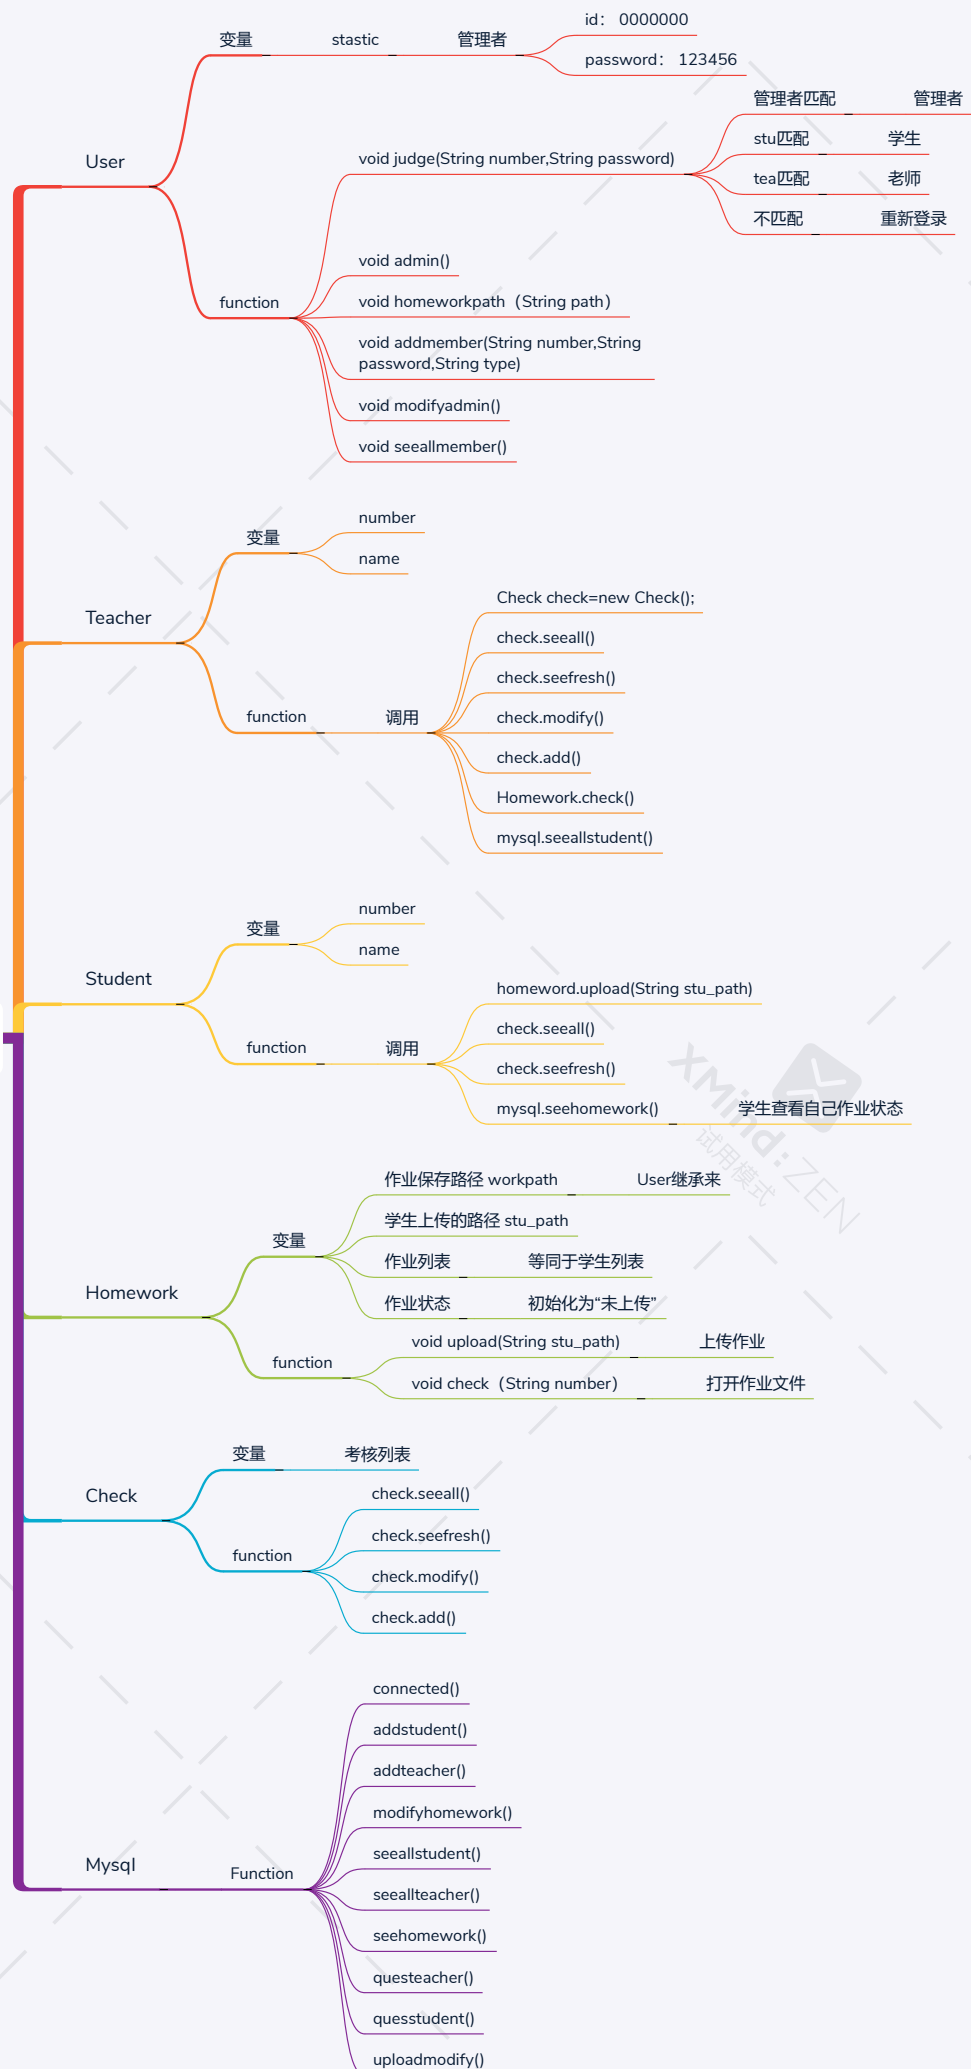 变量
stastic
管理者
id： 0000000
password： 123456
User
function
void judge(String number,String password)
管理者匹配
管理者
stu匹配
学生
tea匹配
老师
不匹配
重新登录
void admin()
void homeworkpath（String path）
void addmember(String number,String
password,String type)
void modifyadmin()
void seeallmember()
Teacher
变量
number
name
function
调用
Check check=new Check();
check.seeall()
check.seefresh()
check.modify()
check.add()
Homework.check()
mysql.seeallstudent()
Student
变量
number
name
function
调用
homeword.upload(String stu_path)
check.seeall()
check.seefresh()
mysql.seehomework()
学生查看自己作业状态
XMind:ZEN
试用模式
Homework
变量
作业保存路径 workpath
User继承来
学生上传的路径 stu_path
作业列表
等同于学生列表
作业状态
初始化为“未上传”
function
void upload(String stu_path)
上传作业
void check（String number）
打开作业文件
Check
变量
考核列表
function
check.seeall()
check.seefresh()
check.modify()
check.add()
Mysql
Function
connected()
addstudent()
addteacher()
modifyhomework()
seeallstudent()
seeallteacher()
seehomework()
questeacher()
quesstudent()
uploadmodify()